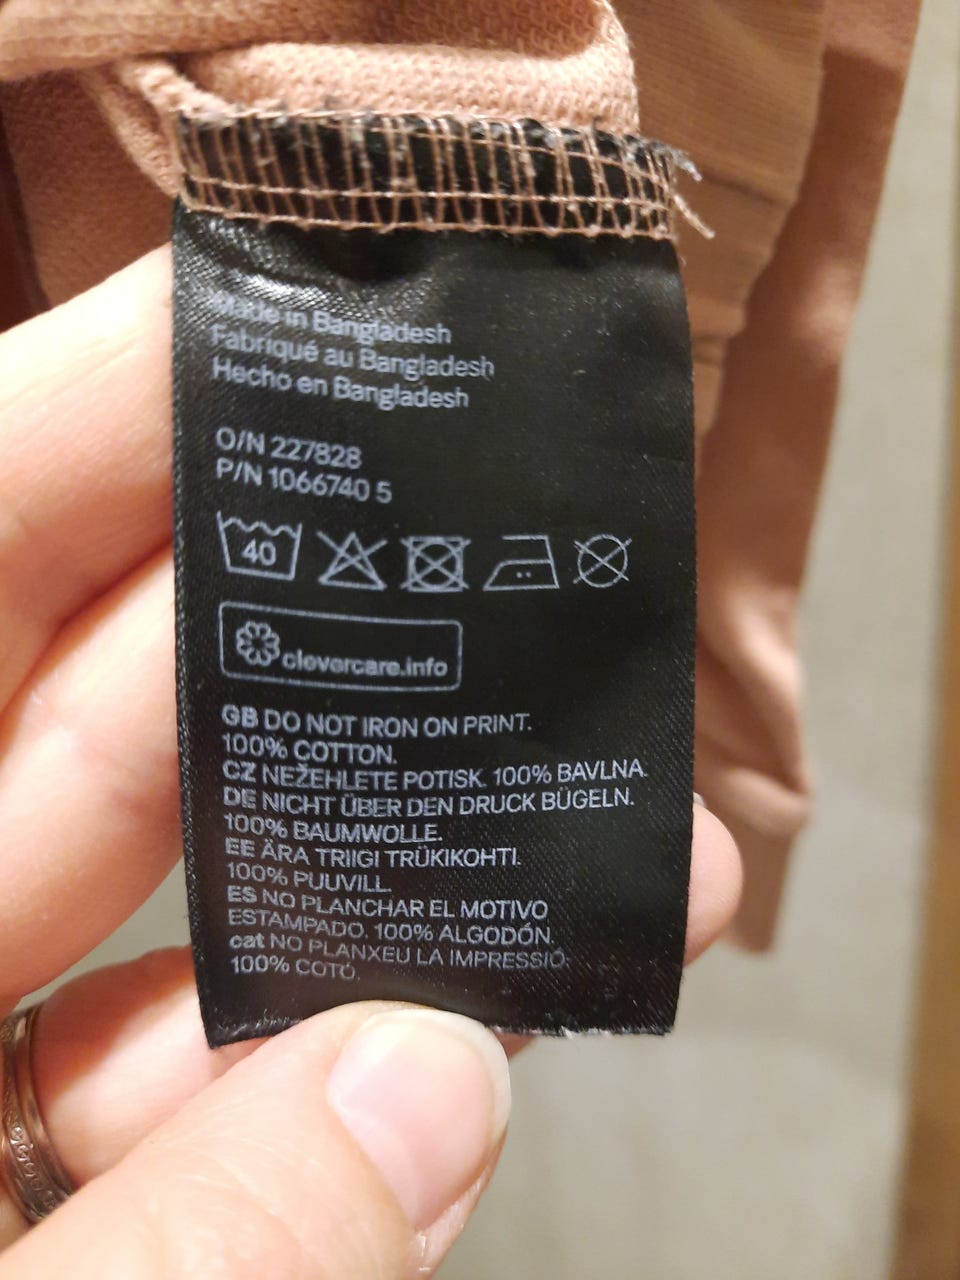 Made in Bangladesh
Fabriqué au Bangladesh
Hecho en Bangladesh
O/N 227828
P/N 1066740 5
40
clevercare.info
GB DO NOT IRON ON PRINT.
100% COTTON.
CZ NEŽEHLETE POTISK. 100% BAVLNA.
DE NICHT ÜBER DEN DRUCK BÜGELN.
100% BAUMWOLLE.
EE ÄRA TRIIGI TRÜKIKOHTI.
100% PUUVILL.
ES NO PLANCHAR EL MOTIVO
ESTAMPADO. 100% ALGODÓN.
cat NO PLANXEU LA IMPRESSIÓ.
100% COTÓ.